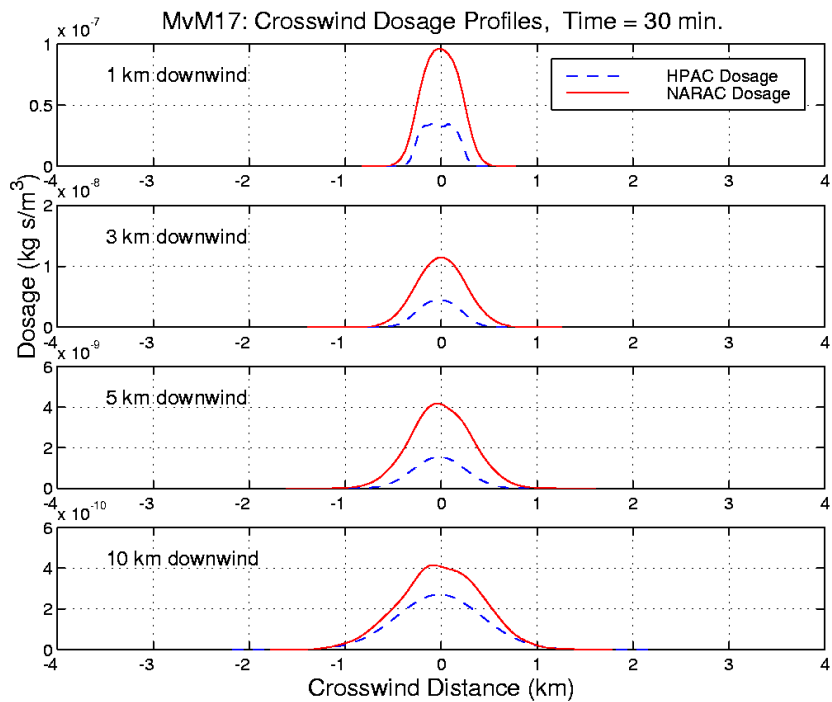 MvM17: Crosswind Dosage Profiles, Time = 30 min.
x 10^-7
1
0.5
0
1 km downwind
HPAC Dosage
NARAC Dosage
-4 -3 -2 -1 0 1 2 3 4
x 10^-8
2
1
0
3 km downwind
-4 -3 -2 -1 0 1 2 3 4
x 10^-9
6
4
2
0
5 km downwind
-4 -3 -2 -1 0 1 2 3 4
x 10^-10
6
4
2
0
10 km downwind
-4 -3 -2 -1 0 1 2 3 4
Crosswind Distance (km)
Dosage (kg s/m^3)